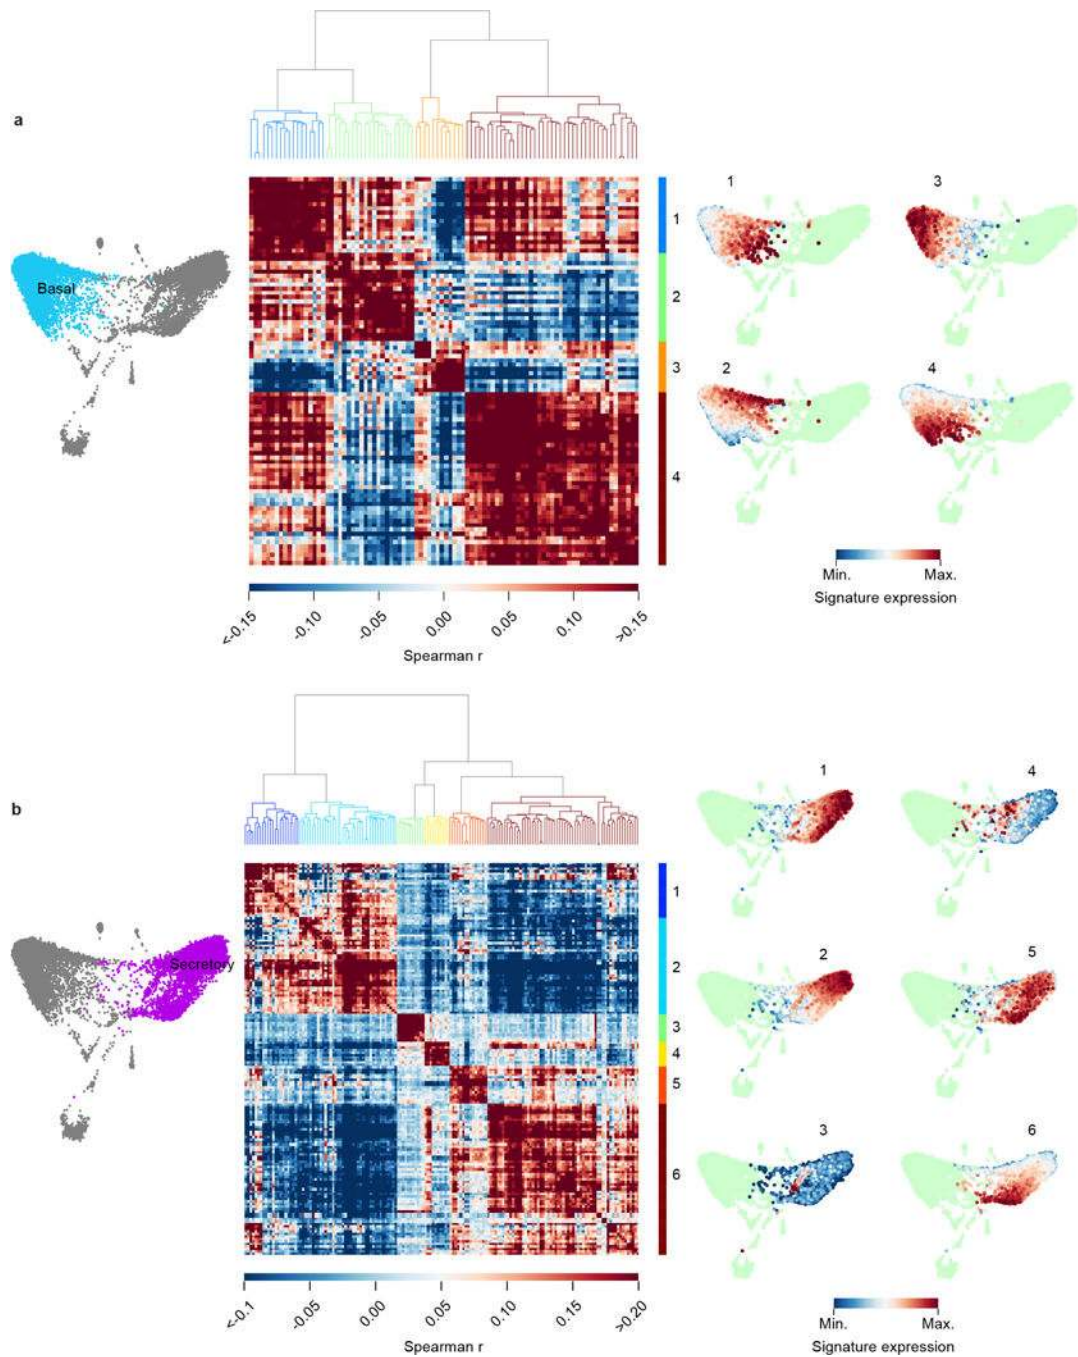 a
Basal
1
2
3
4
<-0.15
-0.10
-0.05
0.00
0.05
0.10
>0.15
Spearman r
1
3
2
4
Min.
Max.
Signature expression
b
Secretory
1
2
3
4
5
6
<-0.1
-0.05
0.00
0.05
0.10
0.15
>0.20
Spearman r
1
4
2
5
3
6
Min.
Max.
Signature expression